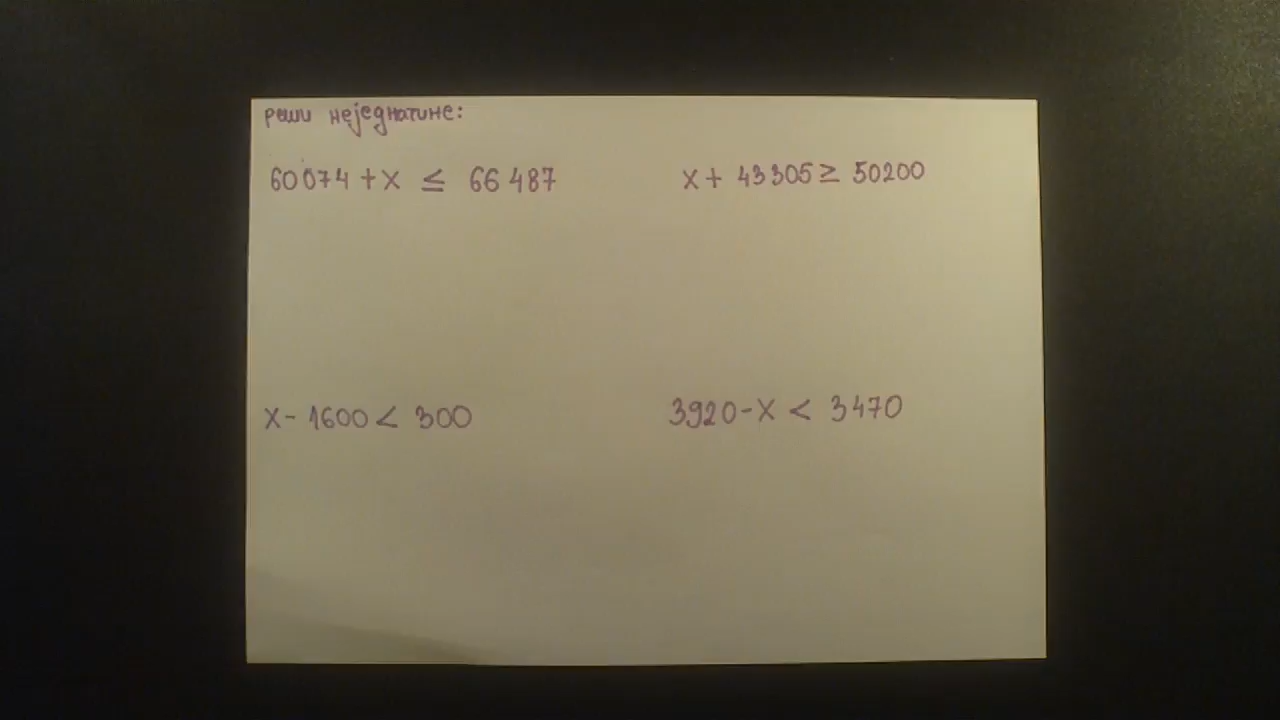 реши неједначине:
60074 + x ≤ 66487
x + 43305 ≥ 50200
x - 1600 < 300
3920 - x < 3470